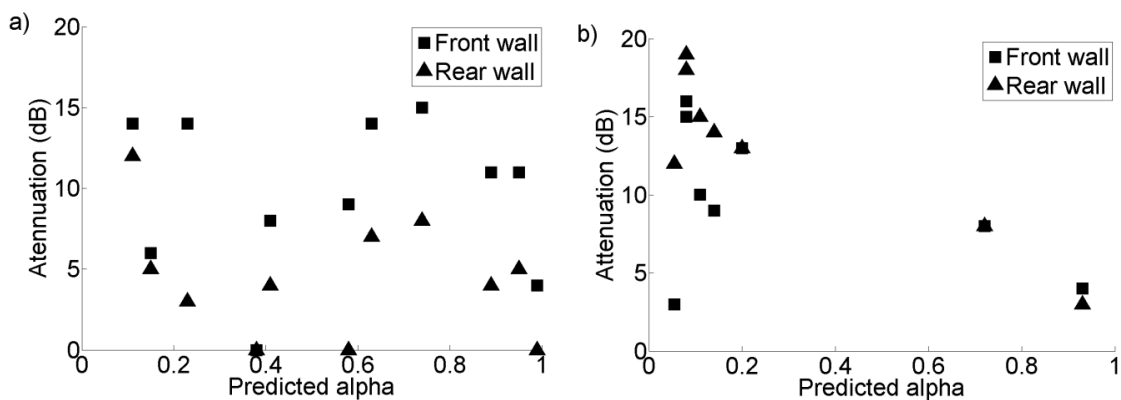 a)
20
15
10
5
0
Atennuation (dB)
Front wall
Rear wall
0 0.2 0.4 0.6 0.8 1
Predicted alpha
b)
20
15
10
5
0
Attenuation (dB)
Front wall
Rear wall
0 0.2 0.4 0.6 0.8 1
Predicted alpha